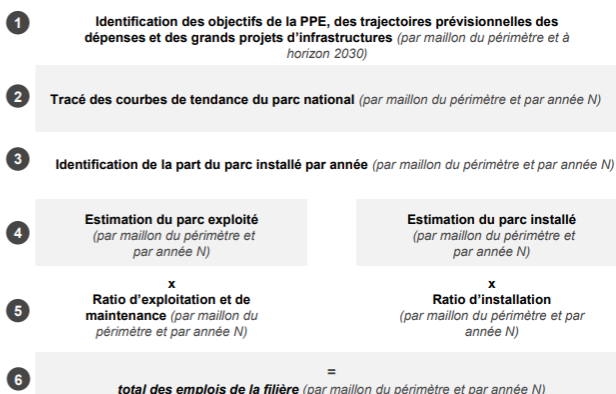 1
Identification des objectifs de la PPE, des trajectoires prévisionnelles des
dépenses et des grands projets d'infrastructures (par maillon du périmètre et à
horizon 2030)
2
Tracé des courbes de tendance du parc national (par maillon du périmètre et par année N)
3
Identification de la part du parc installé par année (par maillon du périmètre et par année N)
4
Estimation du parc exploité
(par maillon du périmètre et
par année N)
Estimation du parc installé
(par maillon du périmètre et
par année N)
5
x
Ratio d'exploitation et de
maintenance (par maillon du
périmètre et par année N)
x
Ratio d'installation
(par maillon du périmètre et par
année N)
6
=
total des emplois de la filière (par maillon du périmètre et par année N)